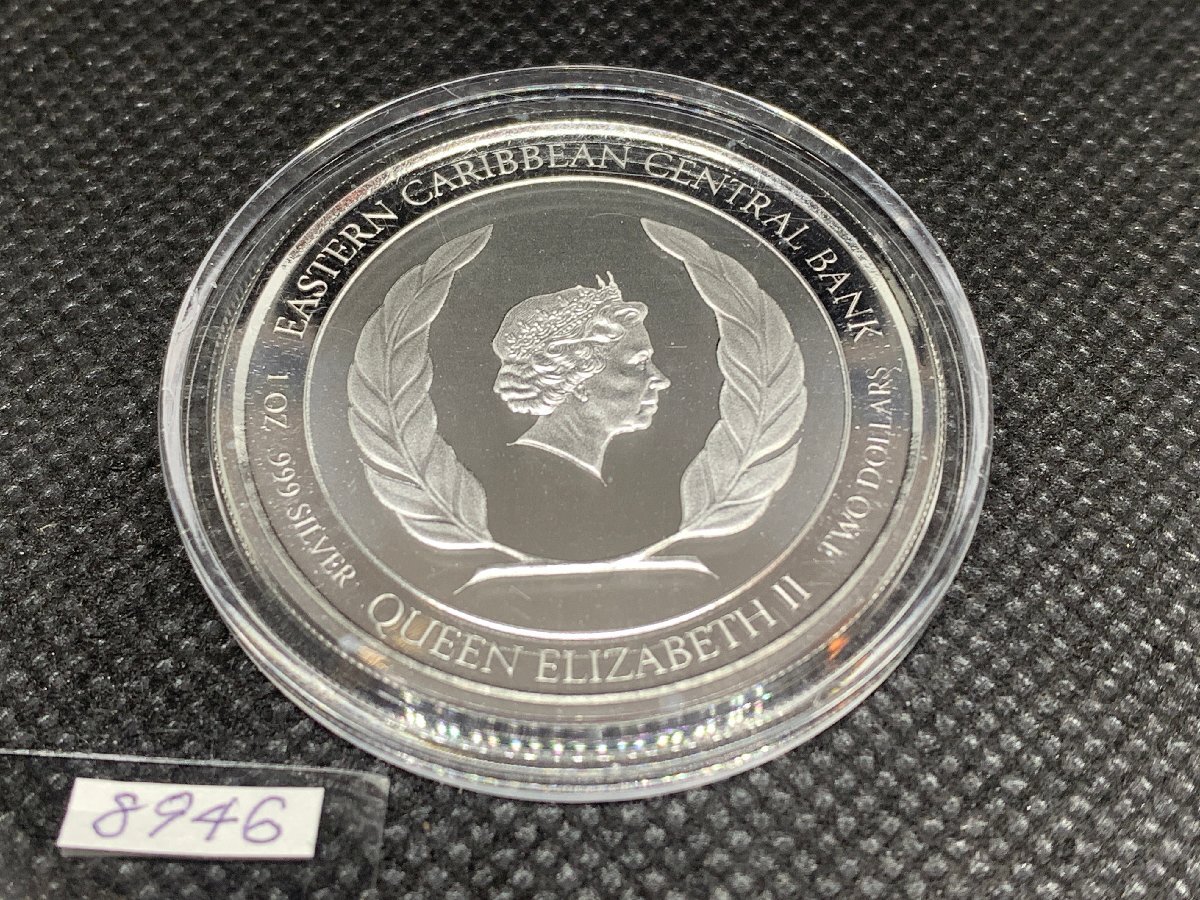 EASTERN CARIBBEAN CENTRAL BANK
1 OZ .999 SILVER
QUEEN ELIZABETH II
TWO DOLLARS
8946